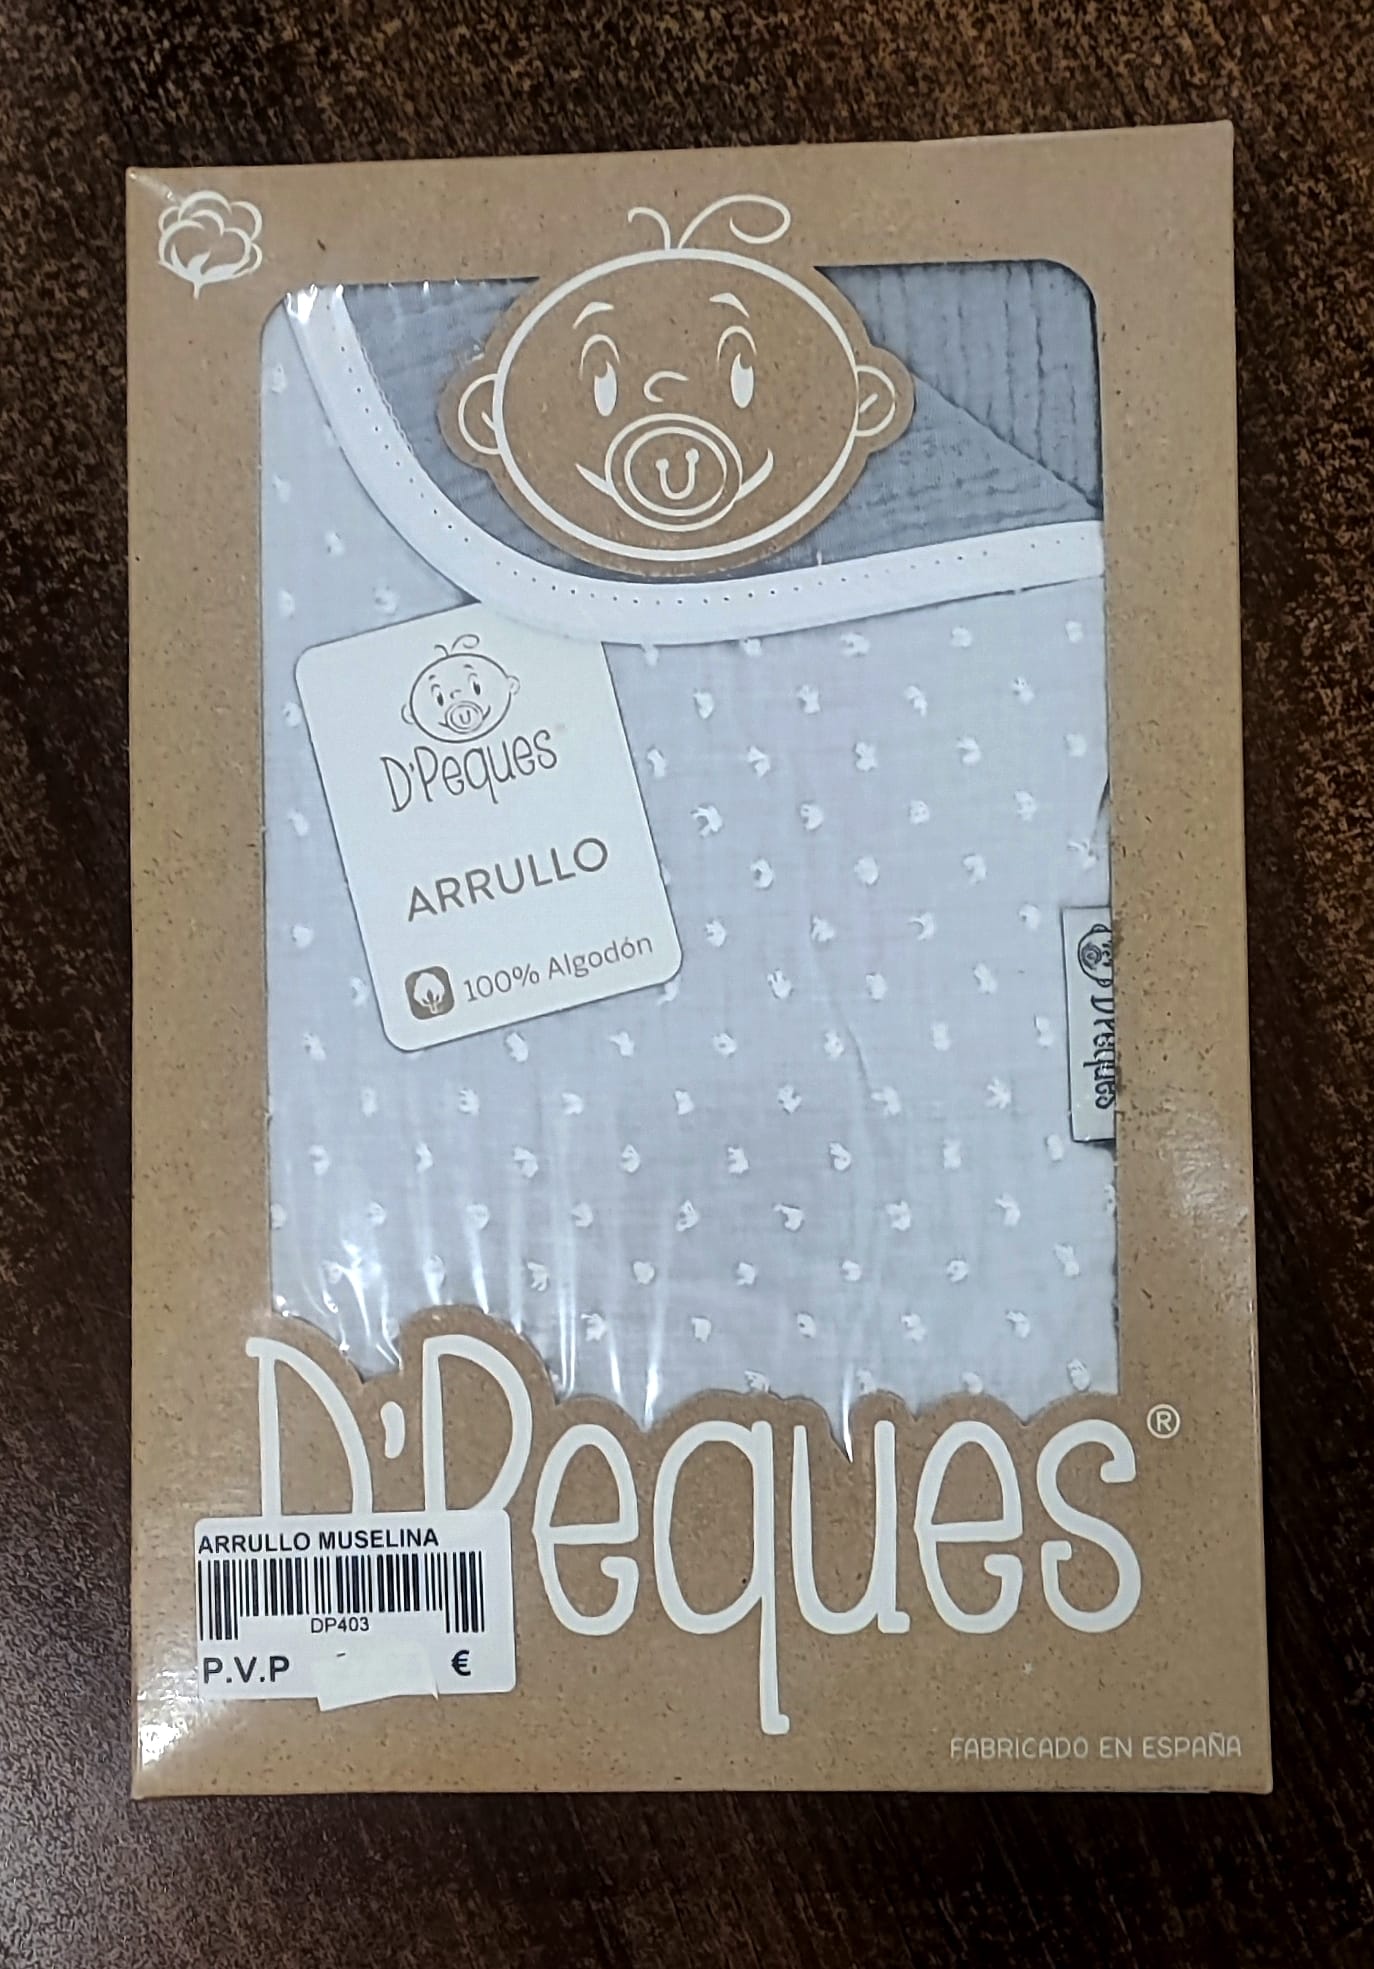 D'Peques
ARRULLO
100% Algodón
D'Peques
D'Peques®
ARRULLO MUSELINA
DP403
P.V.P €
FABRICADO EN ESPAÑA